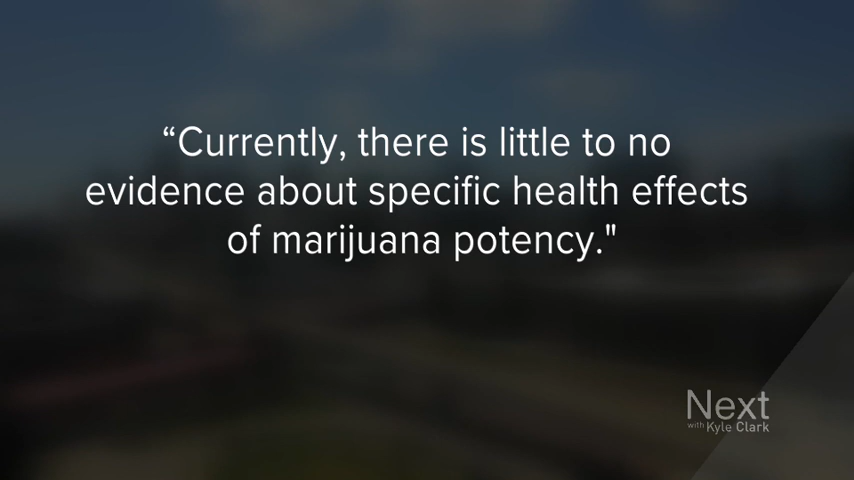 “Currently, there is little to no
evidence about specific health effects
of marijuana potency."
Next
with Kyle Clark